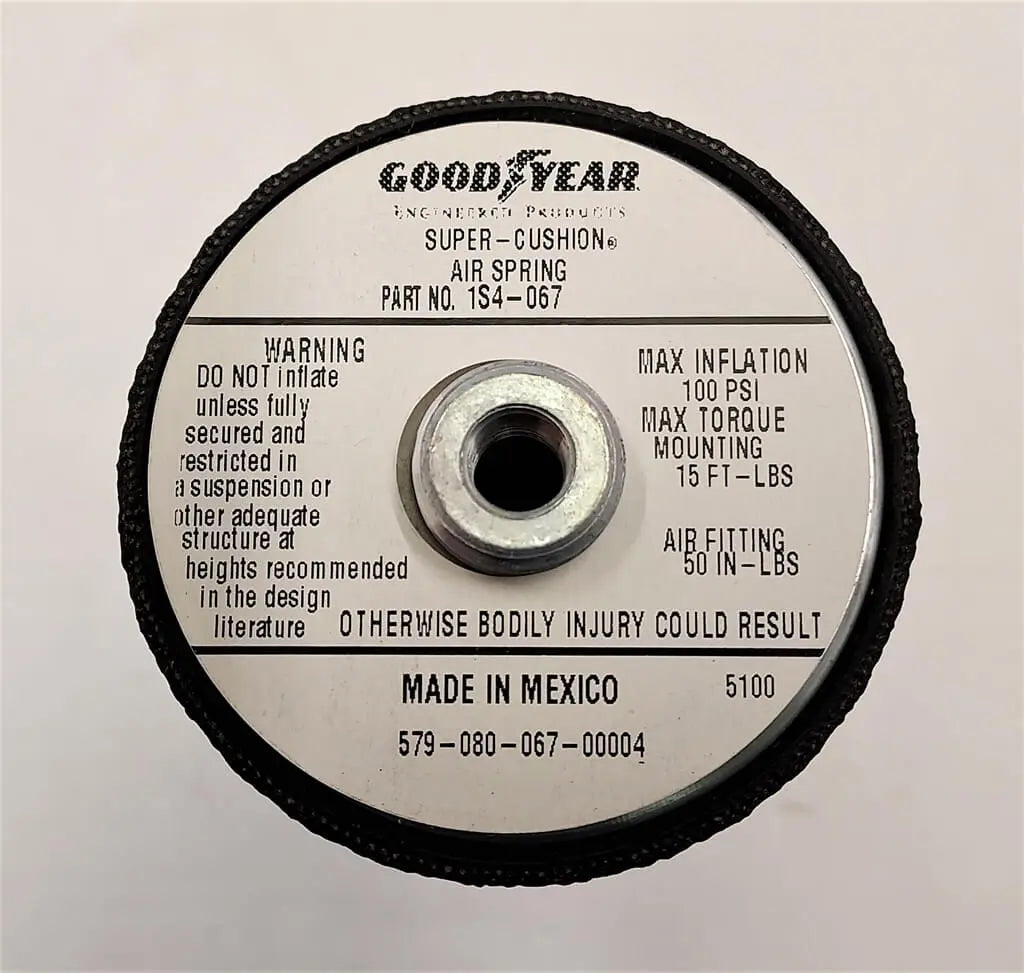 GOODYEAR
ENGINEERED PRODUCTS
SUPER-CUSHION®
AIR SPRING
PART NO. 1S4-067
WARNING
DO NOT inflate
unless fully
secured and
restricted in
a suspension or
other adequate
structure at
heights recommended
in the design
literature
OTHERWISE BODILY INJURY COULD RESULT
MAX INFLATION
100 PSI
MAX TORQUE
MOUNTING
15 FT-LBS
AIR FITTING
50 IN-LBS
MADE IN MEXICO
5100
579-080-067-00004